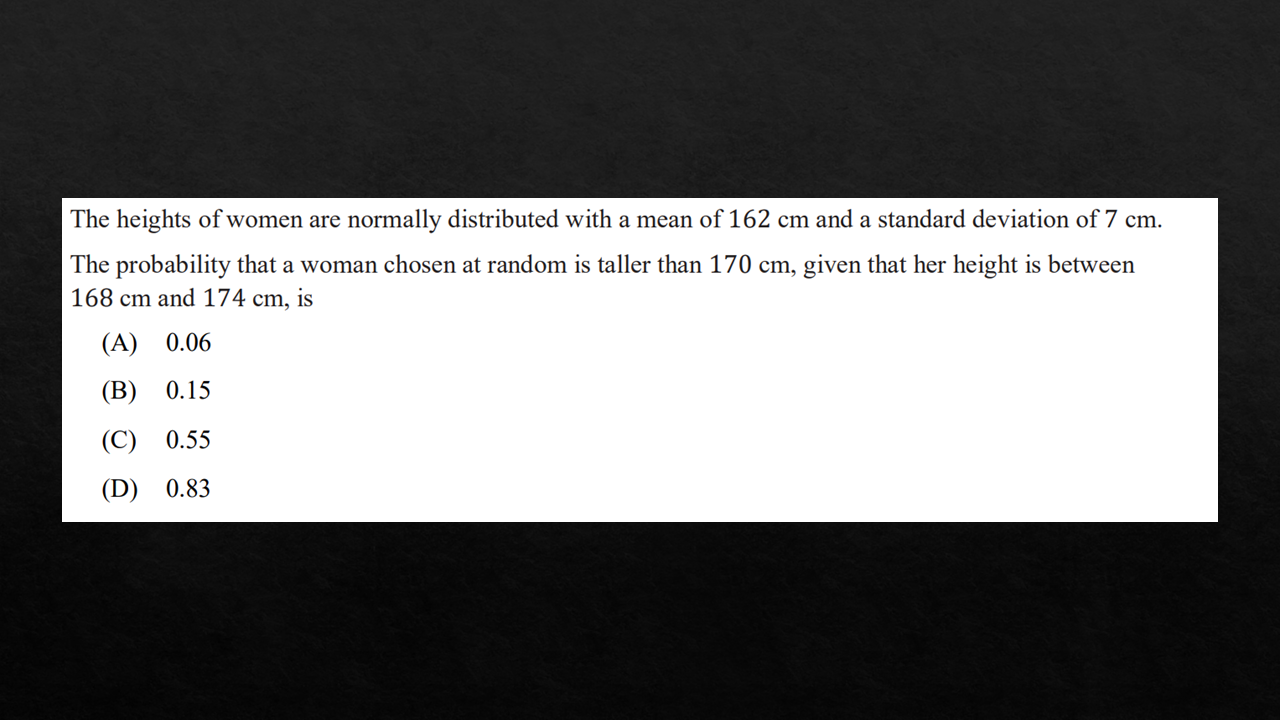 The heights of women are normally distributed with a mean of 162 cm and a standard deviation of 7 cm.
The probability that a woman chosen at random is taller than 170 cm, given that her height is between
168 cm and 174 cm, is
(A) 0.06
(B) 0.15
(C) 0.55
(D) 0.83